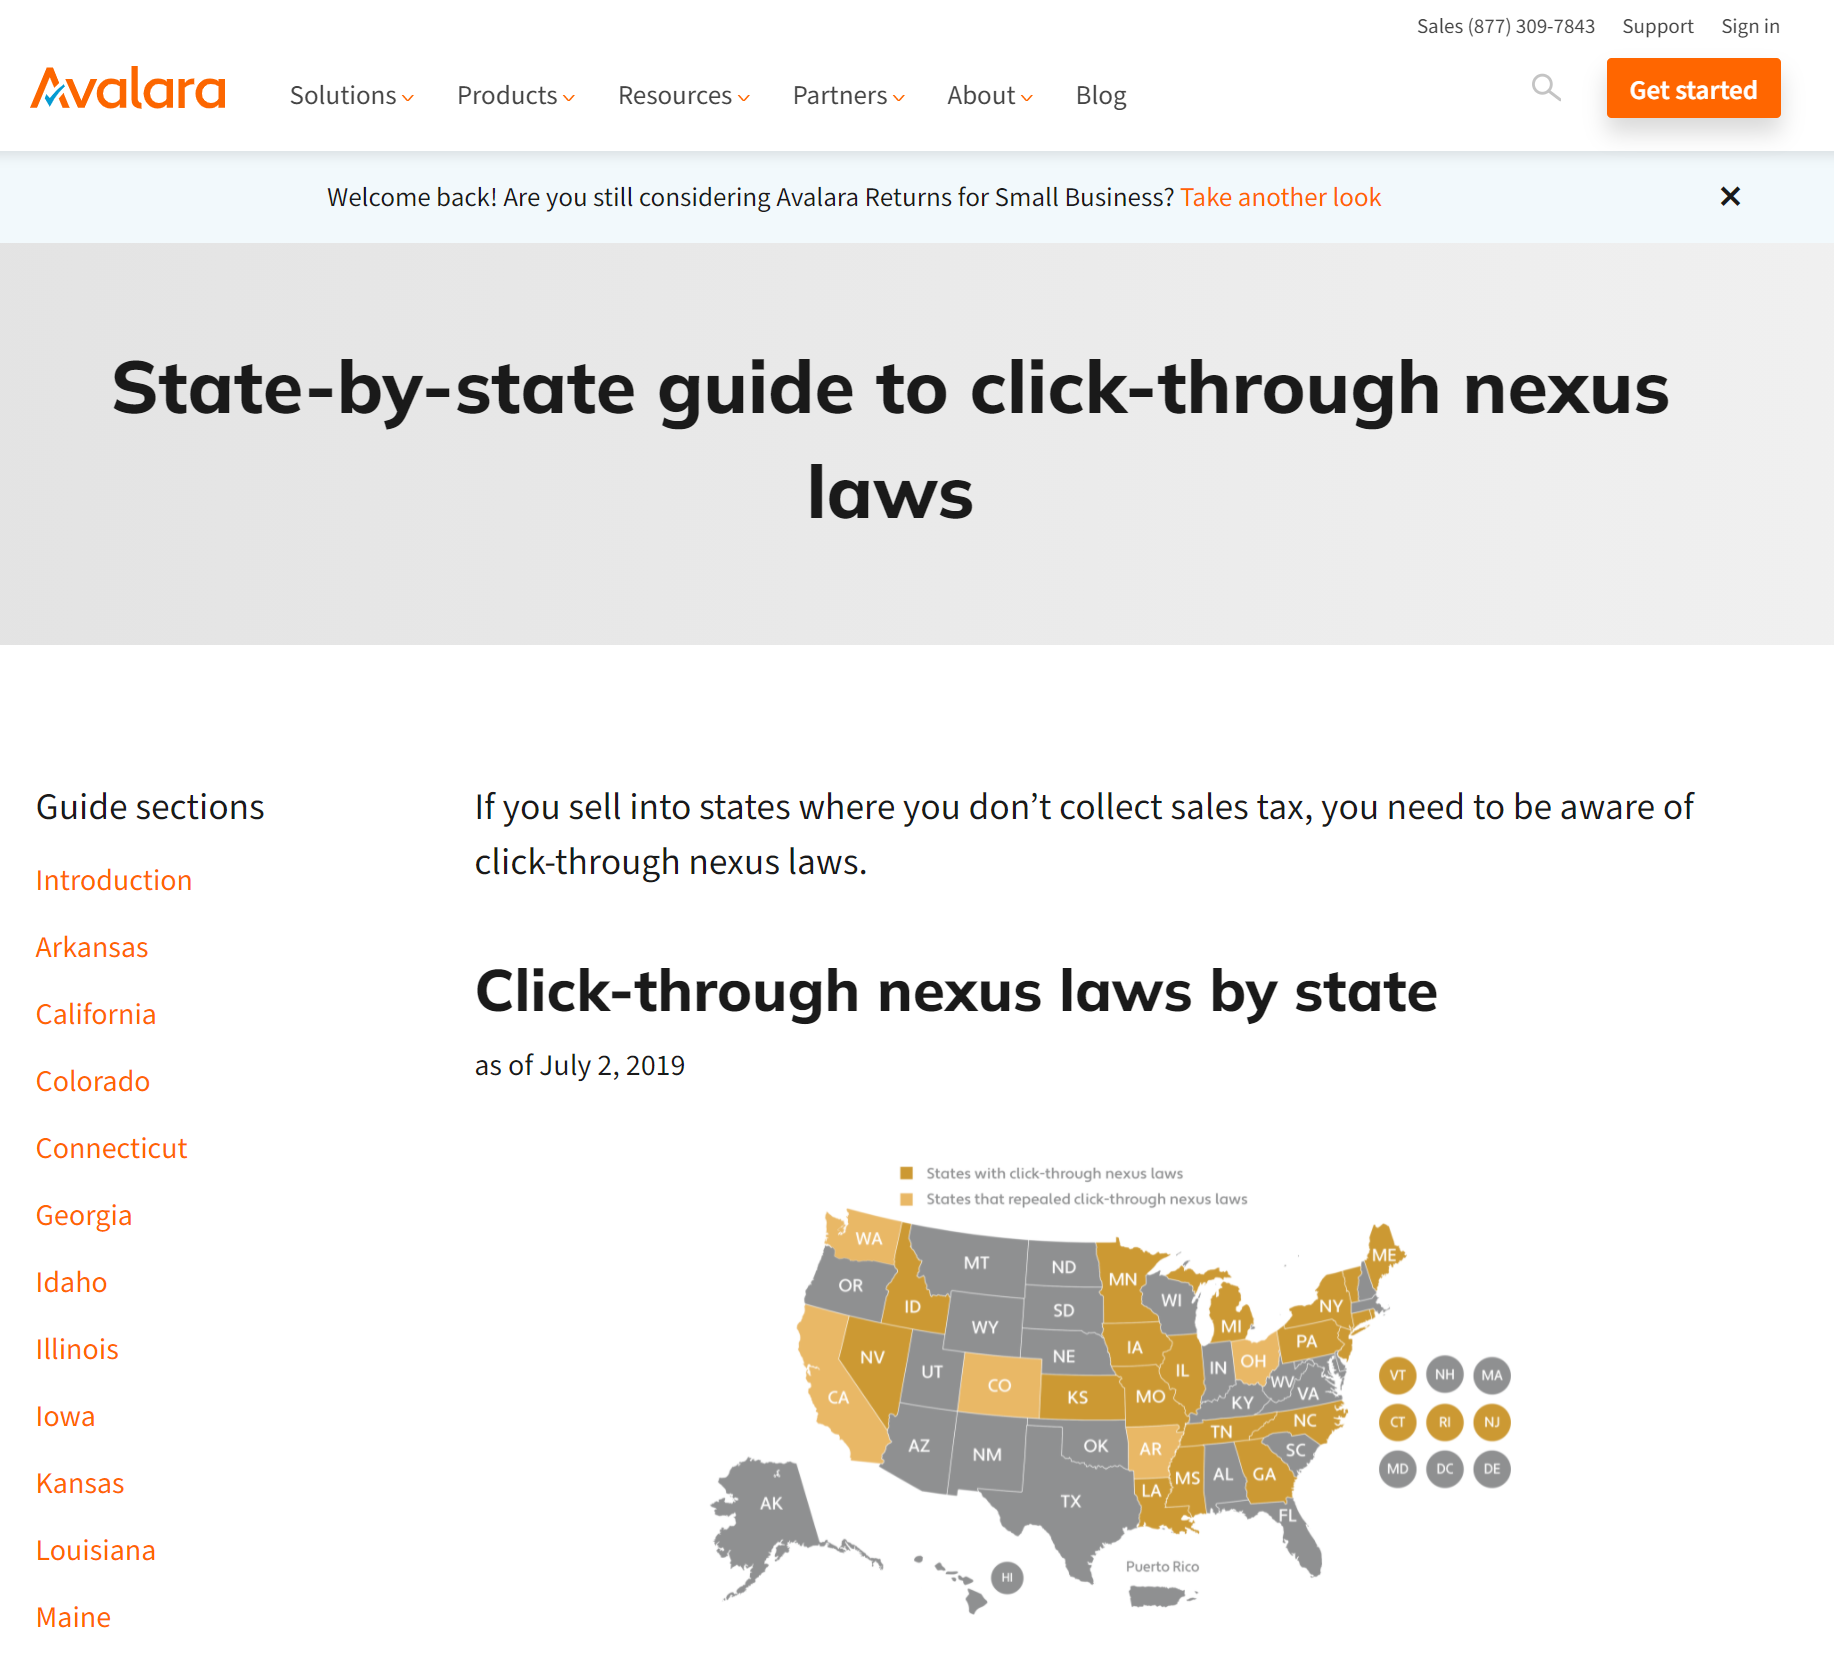 Sales (877) 309-7843 Support Sign in
Avalara Solutions Products Resources Partners About Blog Get started
Welcome back! Are you still considering Avalara Returns for Small Business? Take another look
State-by-state guide to click-through nexus
laws
Guide sections
Introduction
Arkansas
California
Colorado
Connecticut
Georgia
Idaho
Illinois
Iowa
Kansas
Louisiana
Maine
If you sell into states where you don’t collect sales tax, you need to be aware of
click-through nexus laws.
Click-through nexus laws by state
as of July 2, 2019
States with click-through nexus laws
States that repealed click-through nexus laws
WA
MT
ND
MN
ME
OR
ID
SD
WI
NY
WY
MI
NV
NE
IA
PA
UT
IL
IN
OH
CA
CO
KS
MO
WV
VA
KY
NC
AZ
NM
OK
AR
TN
SC
MS
AL
GA
TX
LA
FL
AK
HI
Puerto Rico
VT NH MA
CT RI NJ
MD DC DE